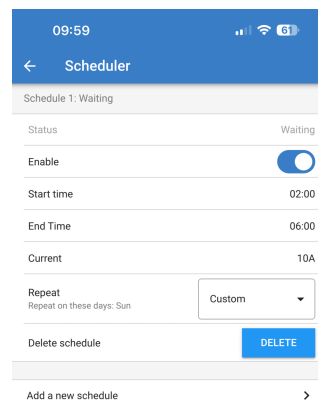 09:59
61
Scheduler
Schedule 1: Waiting
Status Waiting
Enable
Start time 02:00
End Time 06:00
Current 10A
Repeat
Repeat on these days: Sun
Custom
Delete schedule DELETE
Add a new schedule